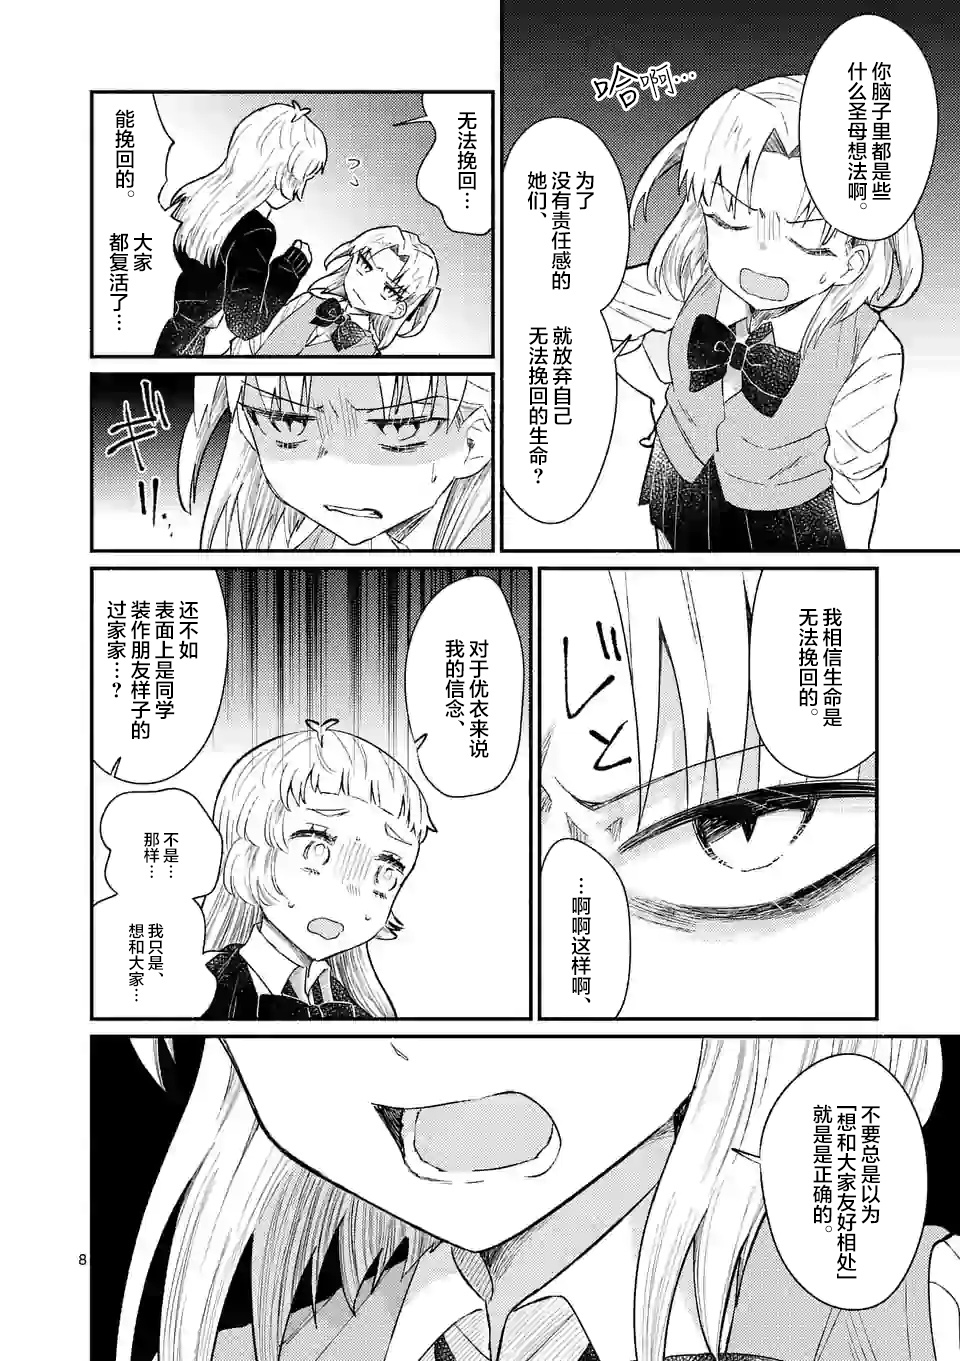 你脑子里都是些
什么圣母想法啊。
哈啊…
为了
没有责任感的
她们、
就放弃自己
无法挽回的生命？
无法挽回…
能挽回的。
大家
都复活了…
我相信生命是
无法挽回的。
…啊啊这样啊、
对于优衣来说
我的信念、
还不如
表面上是同学
装作朋友样子的
过家家…？
不是…
那样…
我只是、
想和大家…
不要总是以为
「想和大家友好相处」
就是是正确的。
8